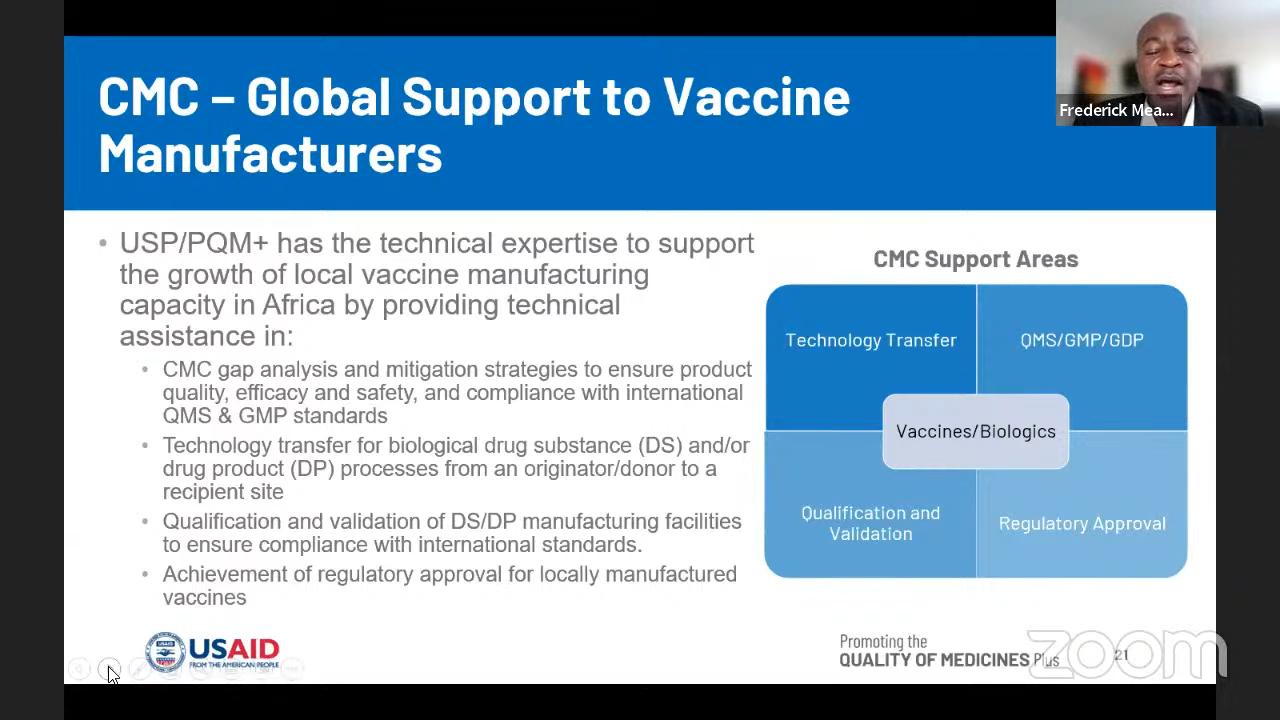 CMC – Global Support to Vaccine
Manufacturers
Frederick Mea...
• USP/PQM+ has the technical expertise to support
the growth of local vaccine manufacturing
capacity in Africa by providing technical
assistance in:
• CMC gap analysis and mitigation strategies to ensure product
quality, efficacy and safety, and compliance with international
QMS & GMP standards
• Technology transfer for biological drug substance (DS) and/or
drug product (DP) processes from an originator/donor to a
recipient site
• Qualification and validation of DS/DP manufacturing facilities
to ensure compliance with international standards.
• Achievement of regulatory approval for locally manufactured
vaccines
CMC Support Areas
Technology Transfer
QMS/GMP/GDP
Vaccines/Biologics
Qualification and
Validation
Regulatory Approval
USAID
FROM THE AMERICAN PEOPLE
Promoting the
QUALITY OF MEDICINES Plus
21
zoom